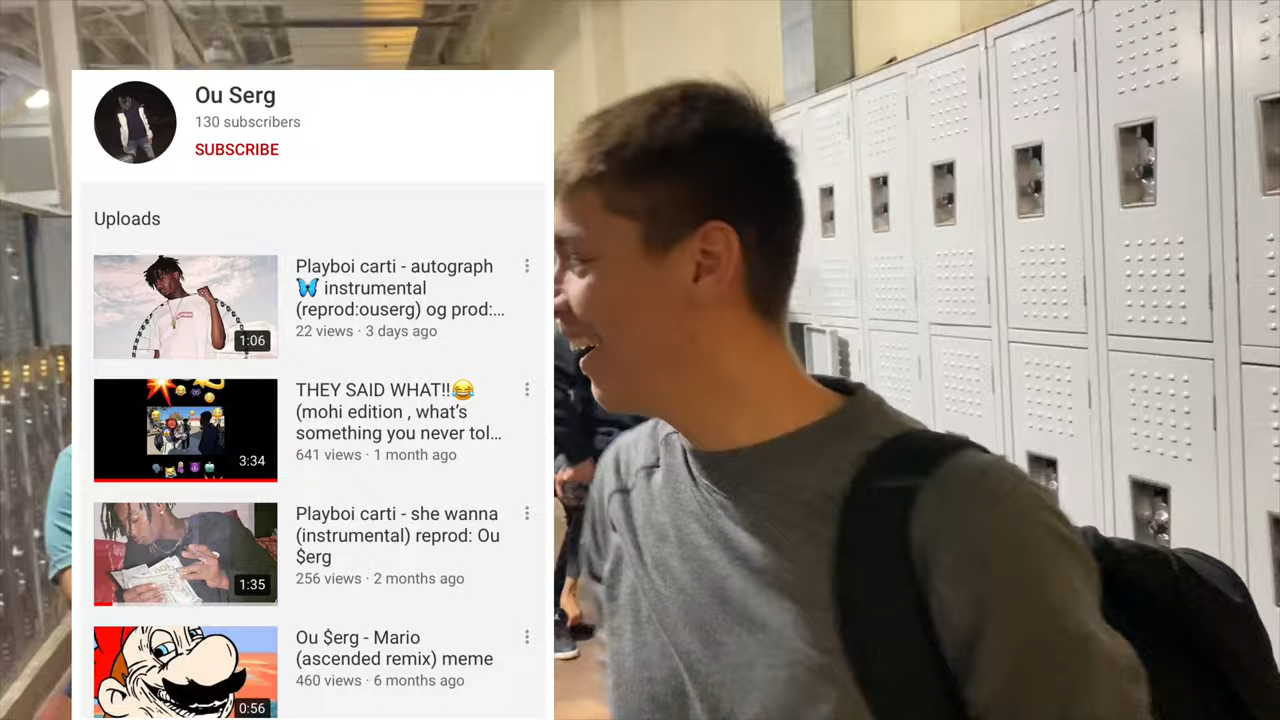 Ou Serg
130 subscribers
SUBSCRIBE
Uploads
Playboi carti - autograph
🦋 instrumental
(reprod:ouserg) og prod:...
22 views · 3 days ago
1:06
THEY SAID WHAT!!😂
(mohi edition , what's
something you never tol...
641 views · 1 month ago
3:34
Playboi carti - she wanna
(instrumental) reprod: Ou
$erg
256 views · 2 months ago
1:35
Ou $erg - Mario
(ascended remix) meme
460 views · 6 months ago
0:56